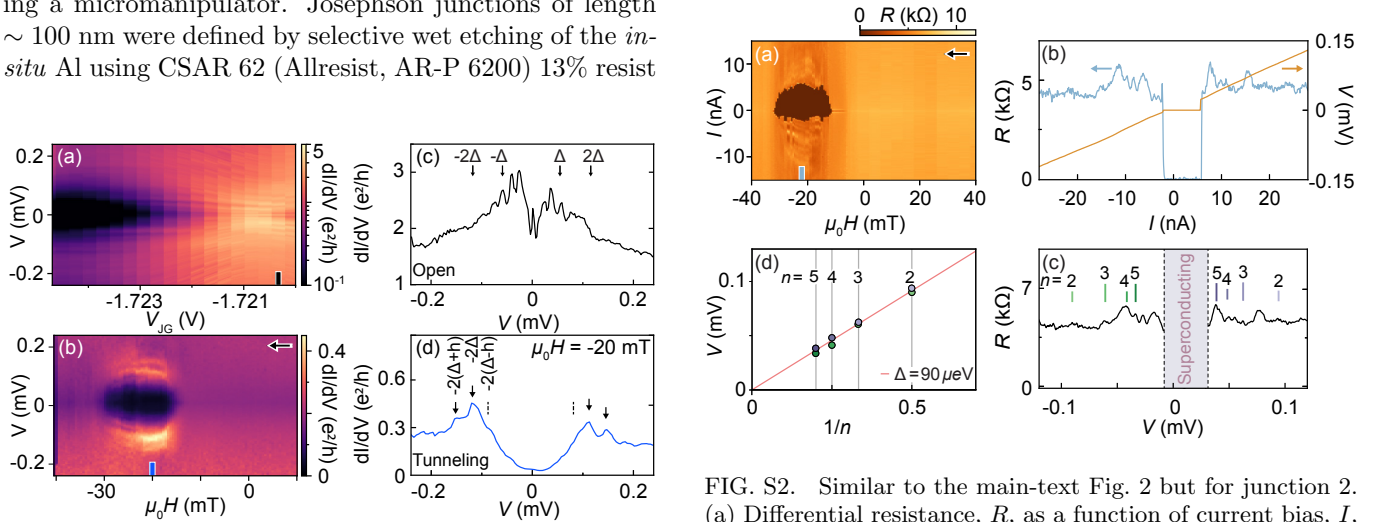 ing a micromanipulator. Josephson junctions of length
∼ 100 nm were defined by selective wet etching of the in-
situ Al using CSAR 62 (Allresist, AR-P 6200) 13% resist
(a)
V (mV)
0.2
0
-0.2
-1.723
-1.721
V_JG (V)
5
10⁻¹
dI/dV (e²/h)
(c)
-2Δ
-Δ
Δ
2Δ
dI/dV (e²/h)
3
2
1
Open
-0.2
0
0.2
V (mV)
(b)
V (mV)
0.2
0
-0.2
-30
0
μ₀H (mT)
0.4
0
dI/dV (e²/h)
(d)
μ₀H = -20 mT
-2(Δ+h)
-2Δ
-2(Δ-h)
dI/dV (e²/h)
0.6
0.3
0
Tunneling
-0.2
0
0.2
V (mV)
0 R (kΩ) 10
(a)
I (nA)
10
0
-10
-40
-20
0
20
40
μ₀H (mT)
(b)
R (kΩ)
5
0
0.15
0
-0.15
V (mV)
-20
-10
0
10
20
I (nA)
(d)
V (mV)
0.1
0
n = 5 4 3 2
Δ = 90 μeV
0
0.5
1/n
(c)
R (kΩ)
7
0
n= 2 3 4 5
Superconducting
5 4 3 2
-0.1
0
0.1
V (mV)
FIG. S2. Similar to the main-text Fig. 2 but for junction 2.
(a) Differential resistance, R, as a function of current bias, I,